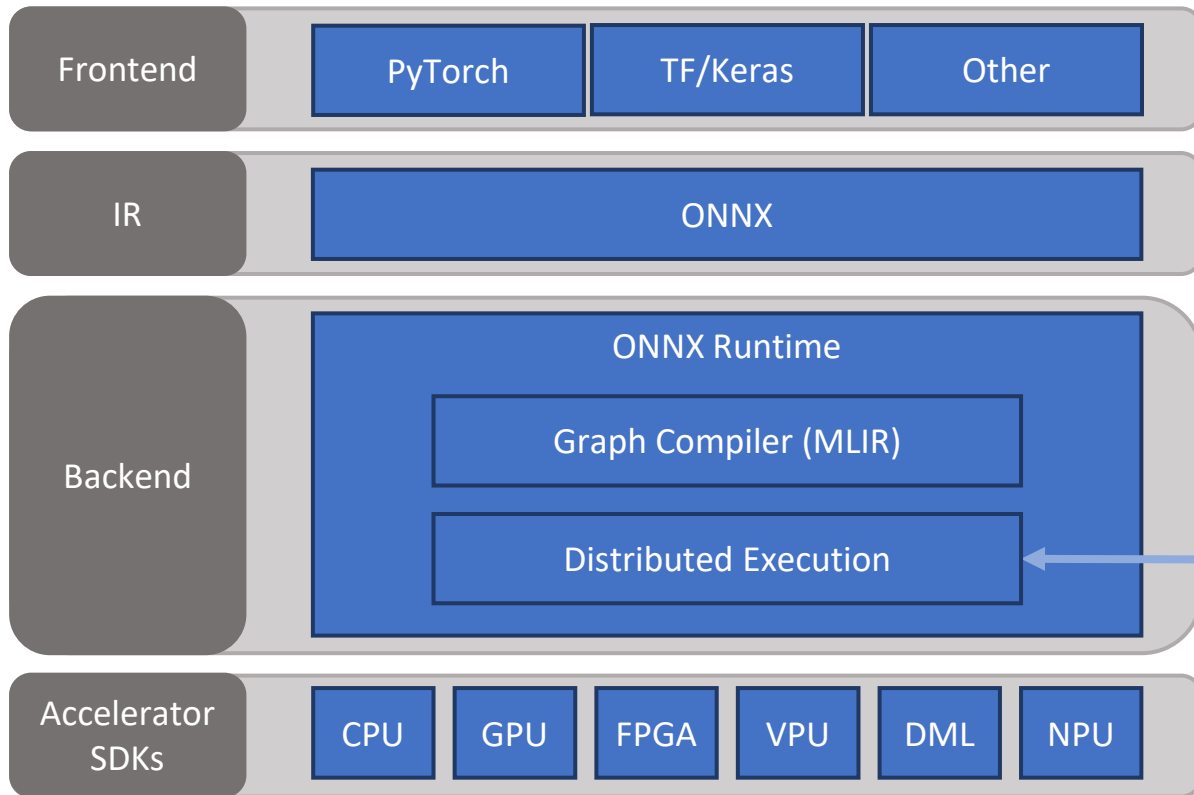 Frontend
PyTorch
TF/Keras
Other
IR
ONNX
Backend
ONNX Runtime
Graph Compiler (MLIR)
Distributed Execution
Accelerator
SDKs
CPU
GPU
FPGA
VPU
DML
NPU